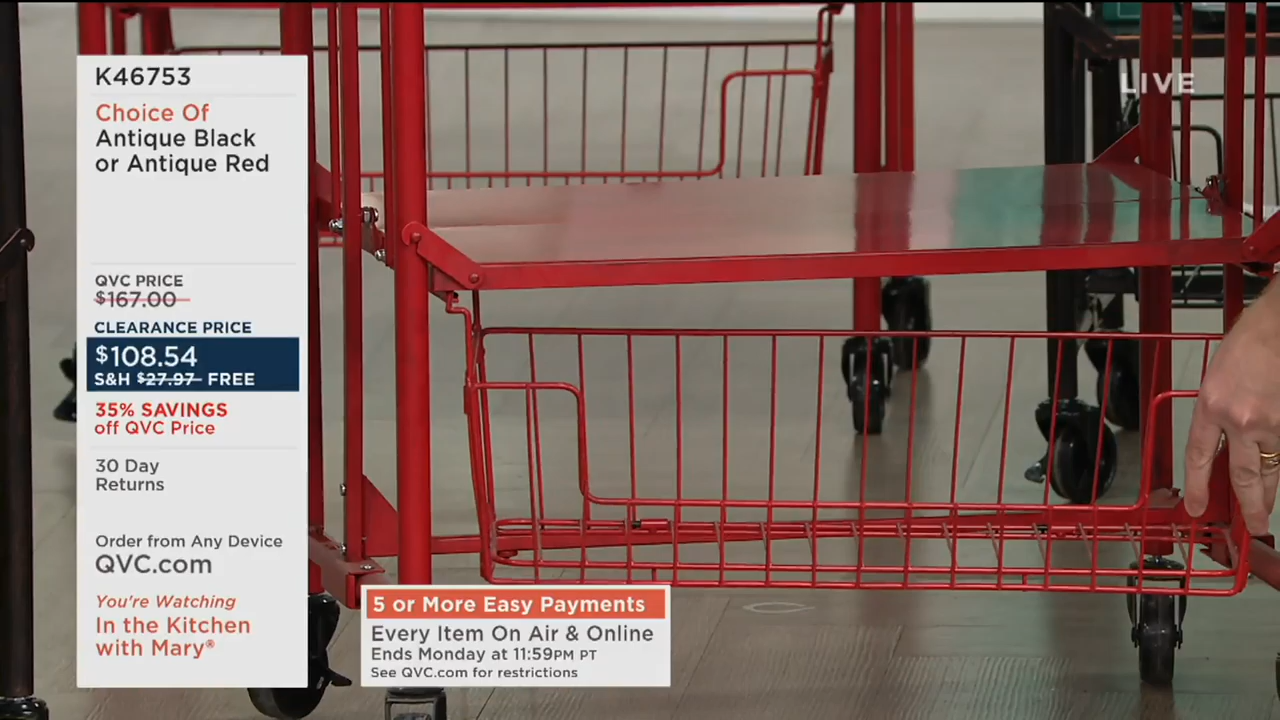 K46753
Choice Of
Antique Black
or Antique Red
QVC PRICE
$167.00
CLEARANCE PRICE
$108.54
S&H $27.97 FREE
35% SAVINGS
off QVC Price
30 Day
Returns
Order from Any Device
QVC.com
You're Watching
In the Kitchen
with Mary®
LIVE
5 or More Easy Payments
Every Item On Air & Online
Ends Monday at 11:59PM PT
See QVC.com for restrictions